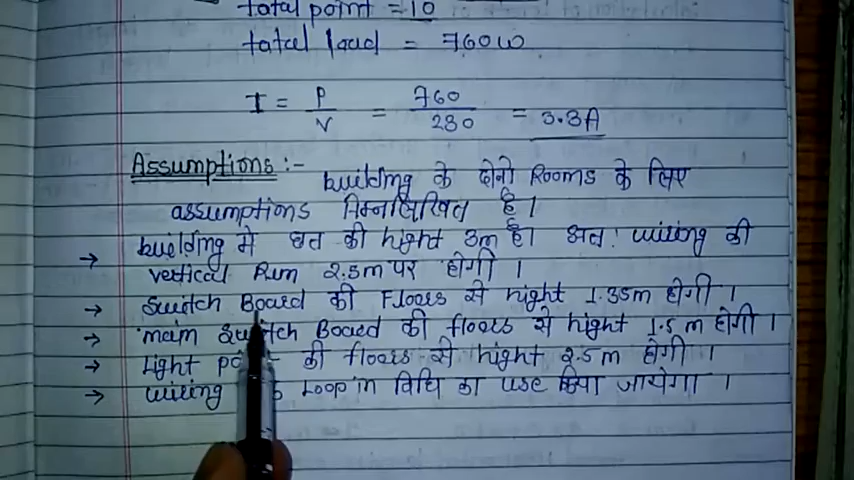 total point = 10
total load = 760w
I = P/V = 760/230 = 3.3A
Assumptions :-
building के दोनो Rooms के लिए
assumptions निम्नलिखित है।
→ building मे छत की hight 3m है। अत: wiring की
vertical Run 2.5m पर होगी।
→ Switch Board की Floors से hight 1.35m होगी।
→ main Switch Board की floors से hight 1.5m होगी।
→ Light की floors से hight 2.5m होगी।
→ wiring Loop in विधि का use किया जायेगा।